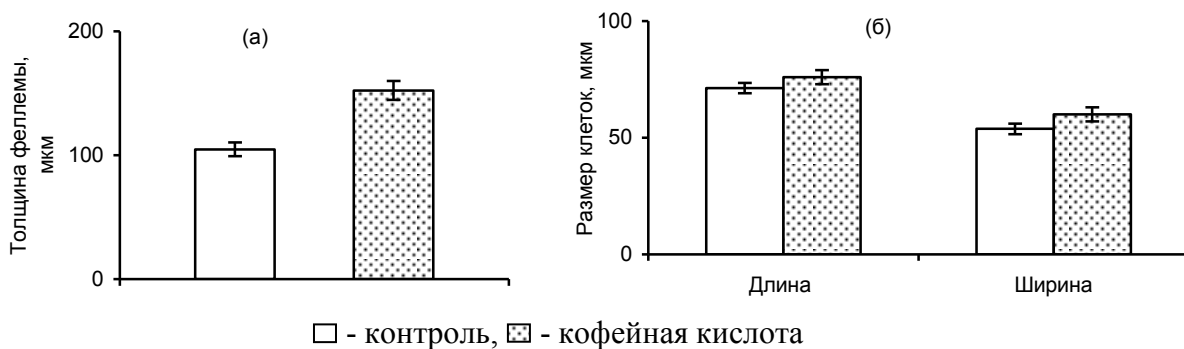 Толщина феллемы,
мкм
200
100
0
(а)
Размер клеток, мкм
100
50
0
(б)
Длина
Ширина
- контроль, - кофейная кислота